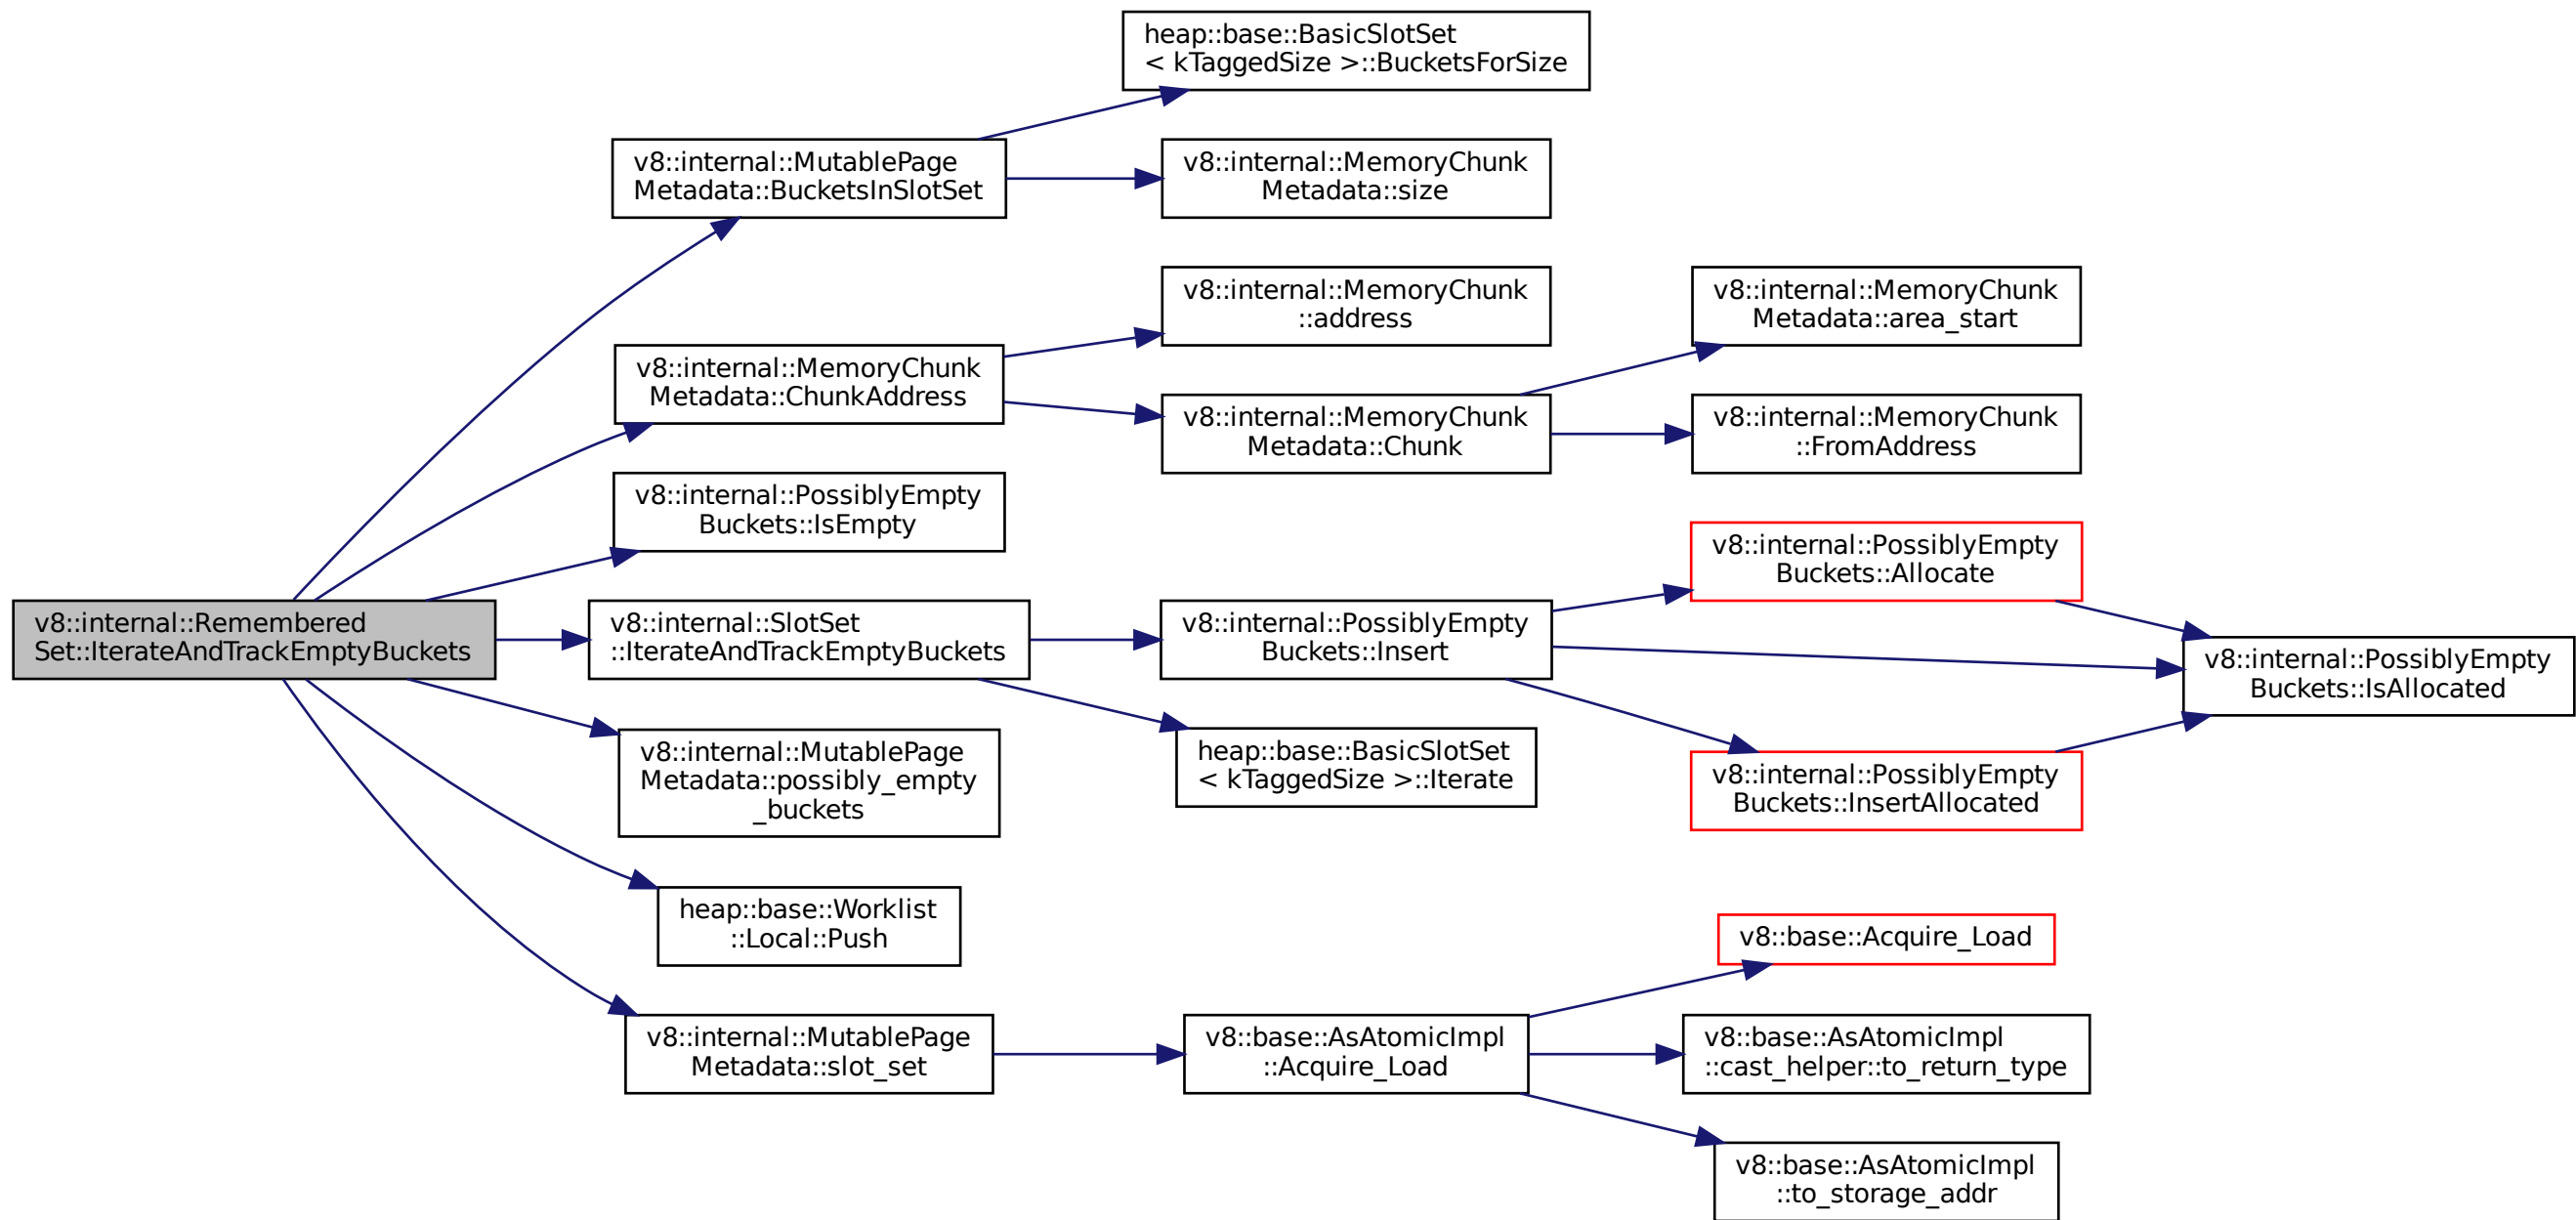 heap::base::BasicSlotSet
< kTaggedSize >::BucketsForSize
v8::internal::MutablePage
Metadata::BucketsInSlotSet
v8::internal::MemoryChunk
Metadata::size
v8::internal::MemoryChunk
::address
v8::internal::MemoryChunk
Metadata::area_start
v8::internal::MemoryChunk
Metadata::ChunkAddress
v8::internal::MemoryChunk
Metadata::Chunk
v8::internal::MemoryChunk
::FromAddress
v8::internal::PossiblyEmpty
Buckets::IsEmpty
v8::internal::PossiblyEmpty
Buckets::Allocate
v8::internal::Remembered
Set::IterateAndTrackEmptyBuckets
v8::internal::SlotSet
::IterateAndTrackEmptyBuckets
v8::internal::PossiblyEmpty
Buckets::Insert
v8::internal::PossiblyEmpty
Buckets::IsAllocated
v8::internal::MutablePage
Metadata::possibly_empty
_buckets
heap::base::BasicSlotSet
< kTaggedSize >::Iterate
v8::internal::PossiblyEmpty
Buckets::InsertAllocated
heap::base::Worklist
::Local::Push
v8::base::Acquire_Load
v8::internal::MutablePage
Metadata::slot_set
v8::base::AsAtomicImpl
::Acquire_Load
v8::base::AsAtomicImpl
::cast_helper::to_return_type
v8::base::AsAtomicImpl
::to_storage_addr